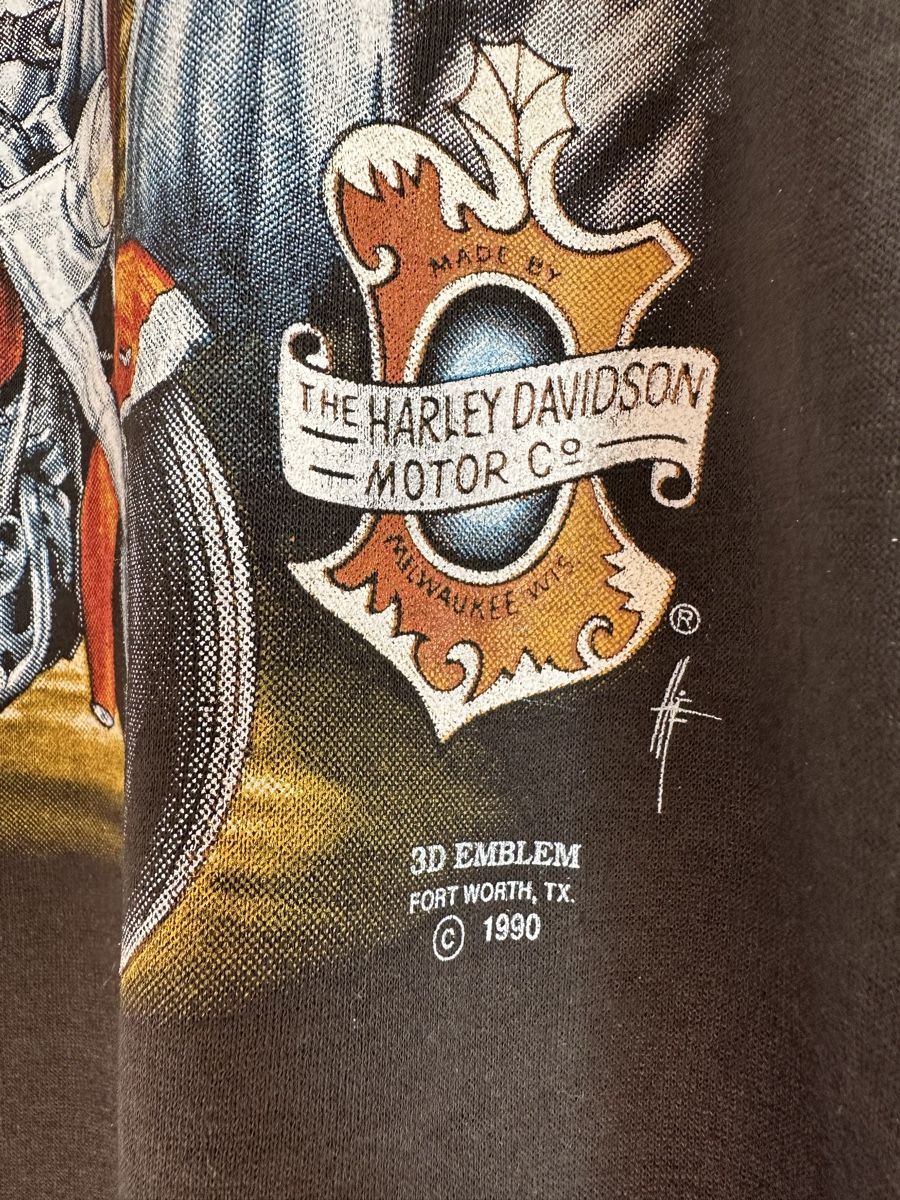 MADE BY
THE HARLEY DAVIDSON
MOTOR Co
MILWAUKEE WIS.
®
3D EMBLEM
FORT WORTH, TX.
© 1990